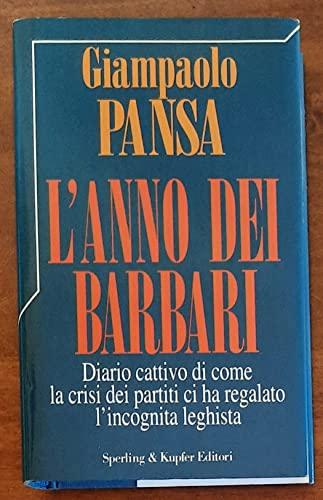 Giampaolo
PANSA
L'ANNO DEI
BARBARI
Diario cattivo di come
la crisi dei partiti ci ha regalato
l'incognita leghista
Sperling & Kupfer Editori